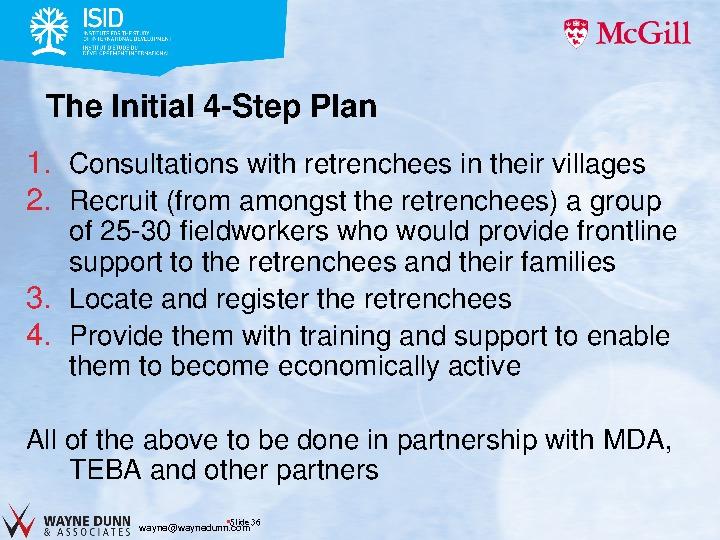 ISID
INSTITUTE FOR THE STUDY
OF INTERNATIONAL DEVELOPMENT
INSTITUT D'ÉTUDE DU
DÉVELOPPEMENT INTERNATIONAL
McGill
The Initial 4-Step Plan
1. Consultations with retrenchees in their villages
2. Recruit (from amongst the retrenchees) a group
of 25-30 fieldworkers who would provide frontline
support to the retrenchees and their families
3. Locate and register the retrenchees
4. Provide them with training and support to enable
them to become economically active
All of the above to be done in partnership with MDA,
TEBA and other partners
WAYNE DUNN
& ASSOCIATES
•Slide 36
wayne@waynedunn.com